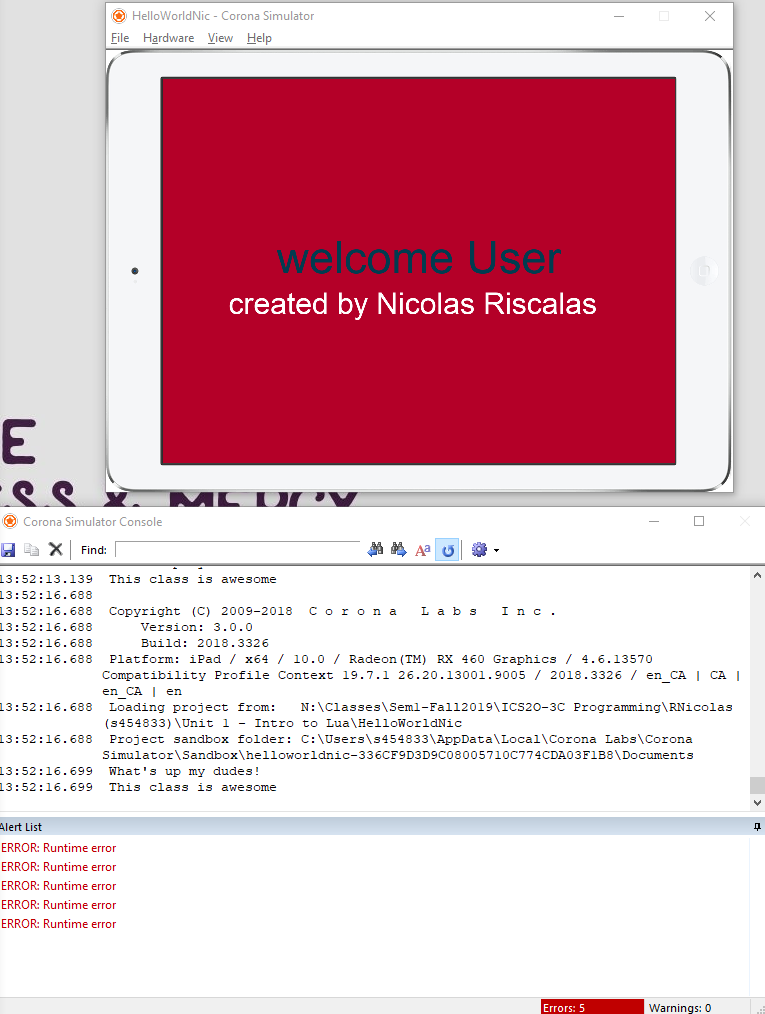 HelloWorldNic - Corona Simulator
File Hardware View Help
welcome User
created by Nicolas Riscalas
E
ESS & MERCY
Corona Simulator Console
Find:
13:52:13.139 This class is awesome
13:52:16.688
13:52:16.688 Copyright (C) 2009-2018 C o r o n a L a b s I n c .
13:52:16.688 Version: 3.0.0
13:52:16.688 Build: 2018.3326
13:52:16.688 Platform: iPad / x64 / 10.0 / Radeon(TM) RX 460 Graphics / 4.6.13570
Compatibility Profile Context 19.7.1 26.20.13001.9005 / 2018.3326 / en_CA | CA |
en_CA | en
13:52:16.688 Loading project from: N:\Classes\Sem1-Fall2019\ICS2O-3C Programming\RNicolas
(s454833)\Unit 1 - Intro to Lua\HelloWorldNic
13:52:16.688 Project sandbox folder: C:\Users\s454833\AppData\Local\Corona Labs\Corona
Simulator\Sandbox\helloworldnic-336CF9D3D9C08005710C774CDA03F1B8\Documents
13:52:16.699 What's up my dudes!
13:52:16.699 This class is awesome
Alert List
ERROR: Runtime error
ERROR: Runtime error
ERROR: Runtime error
ERROR: Runtime error
ERROR: Runtime error
Errors: 5 Warnings: 0